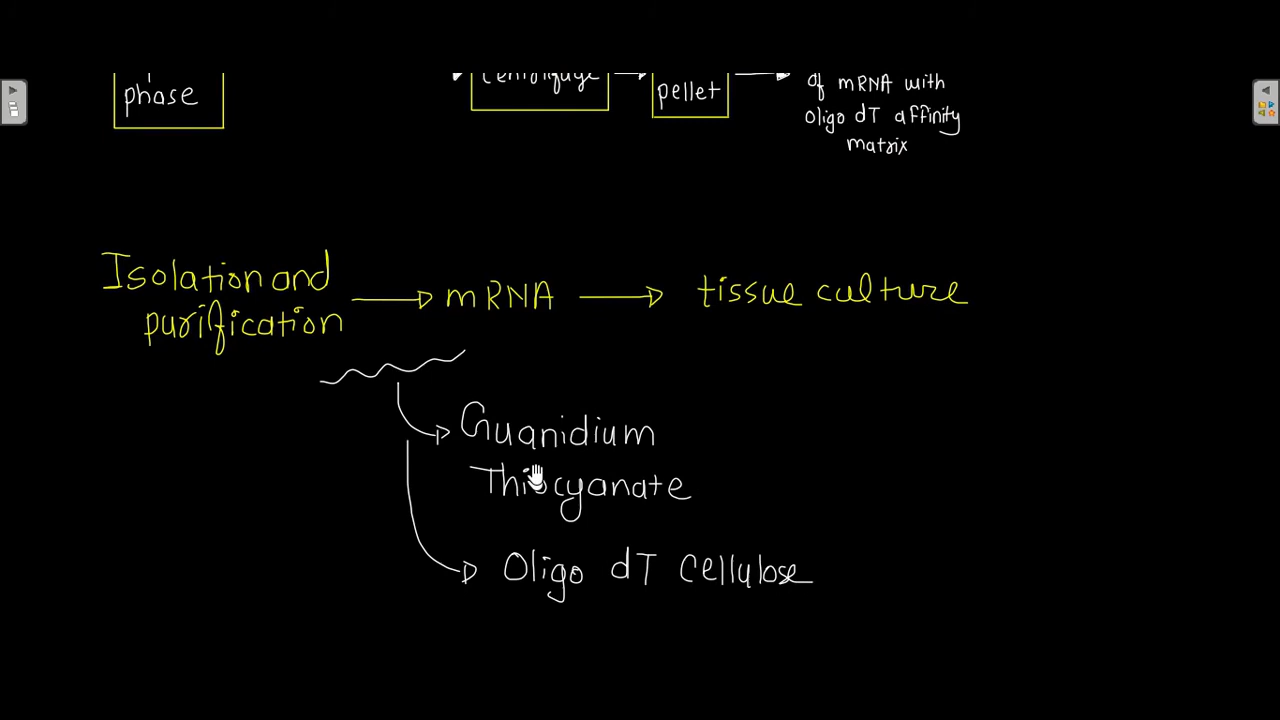 phase
centrifuge
pellet
of mRNA with
oligo dT affinity
matrix
Isolation and
purification
mRNA
tissue culture
Guanidium
Thiocyanate
Oligo dT Cellulose